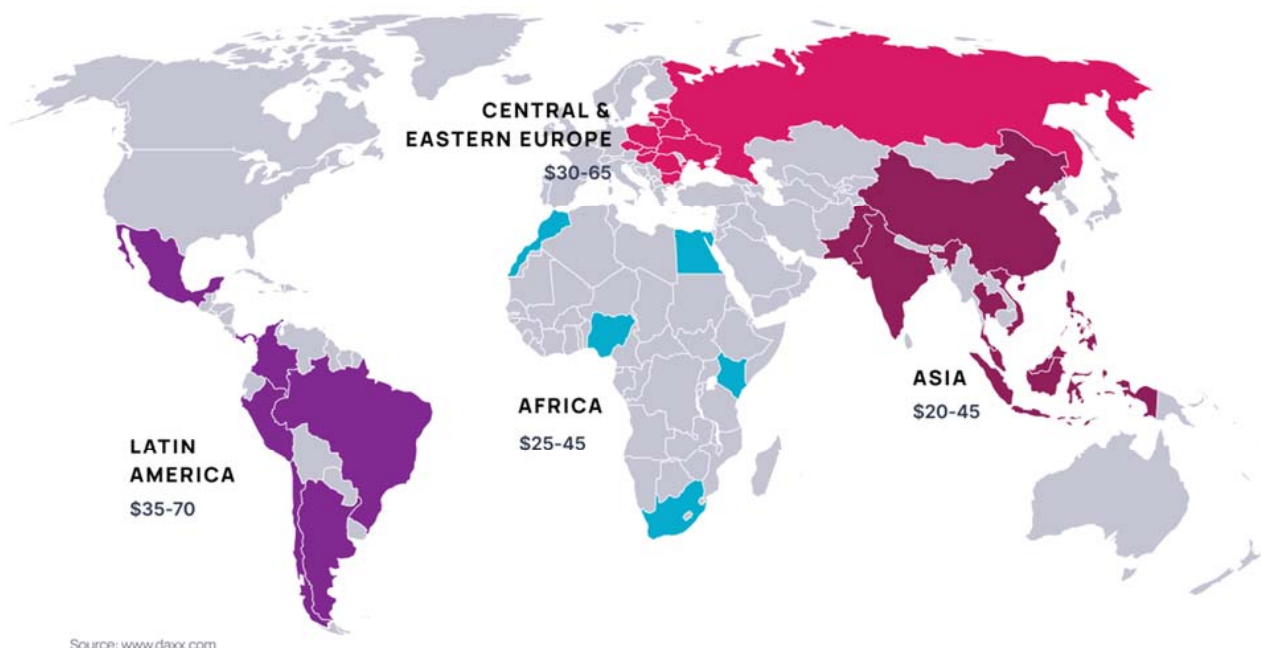 CENTRAL &
EASTERN EUROPE
$30-65
LATIN
AMERICA
$35-70
AFRICA
$25-45
ASIA
$20-45
Source: www.daxx.com